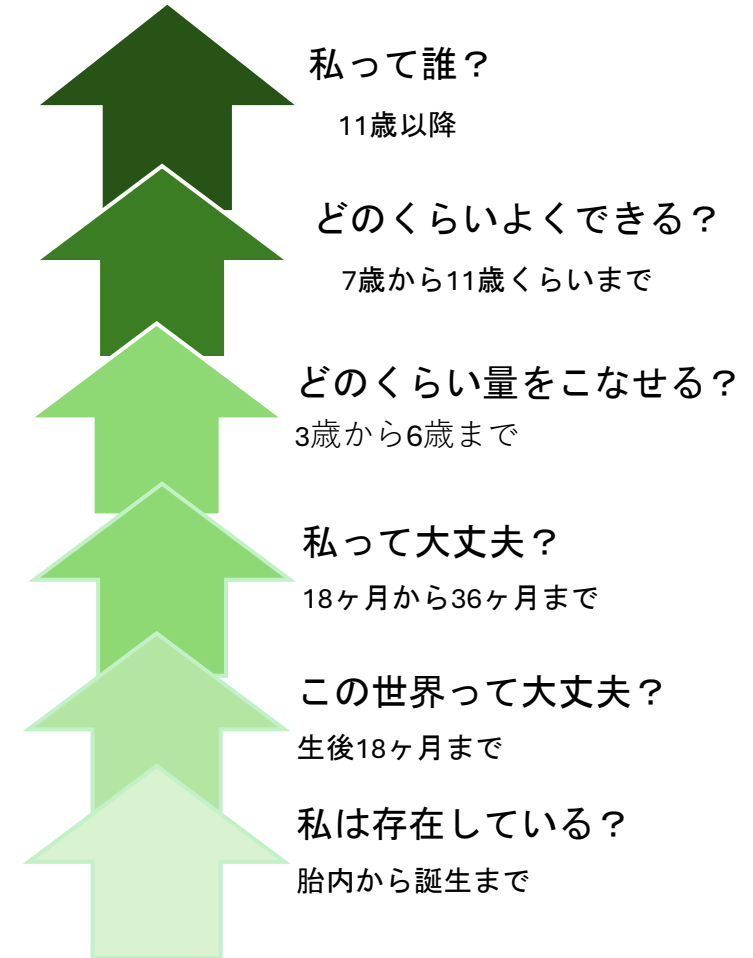 私って誰？
11歳以降
どのくらいよくできる？
7歳から11歳くらいまで
どのくらい量をこなせる？
3歳から6歳まで
私って大丈夫？
18ヶ月から36ヶ月まで
この世界って大丈夫？
生後18ヶ月まで
私は存在している？
胎内から誕生まで